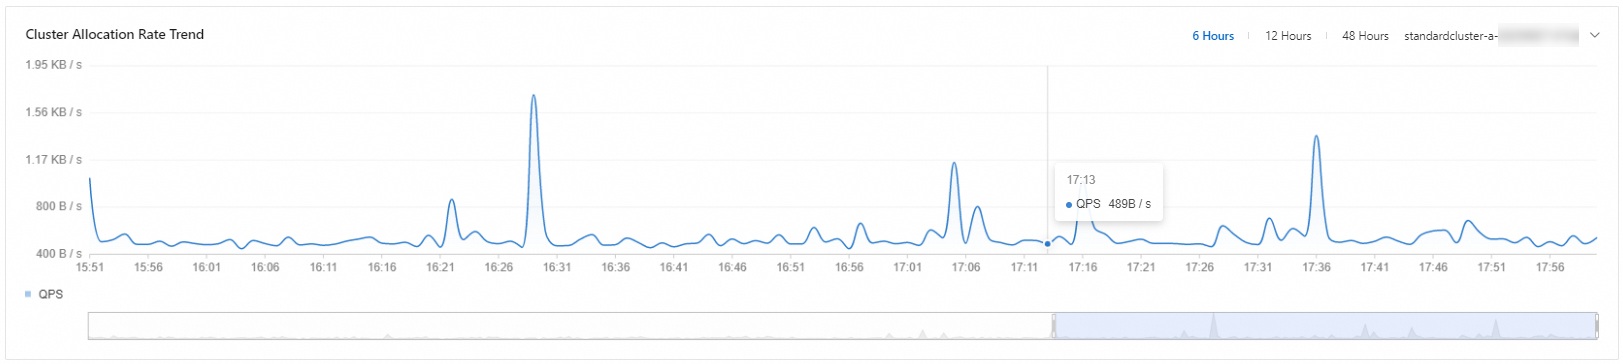 Cluster Allocation Rate Trend
6 Hours 12 Hours 48 Hours standardcluster-a-
1.95 KB / s
1.56 KB / s
1.17 KB / s
800 B / s
400 B / s
17:13
QPS 489B / s
15:51 15:56 16:01 16:06 16:11 16:16 16:21 16:26 16:31 16:36 16:41 16:46 16:51 16:56 17:01 17:06 17:11 17:16 17:21 17:26 17:31 17:36 17:41 17:46 17:51 17:56
QPS